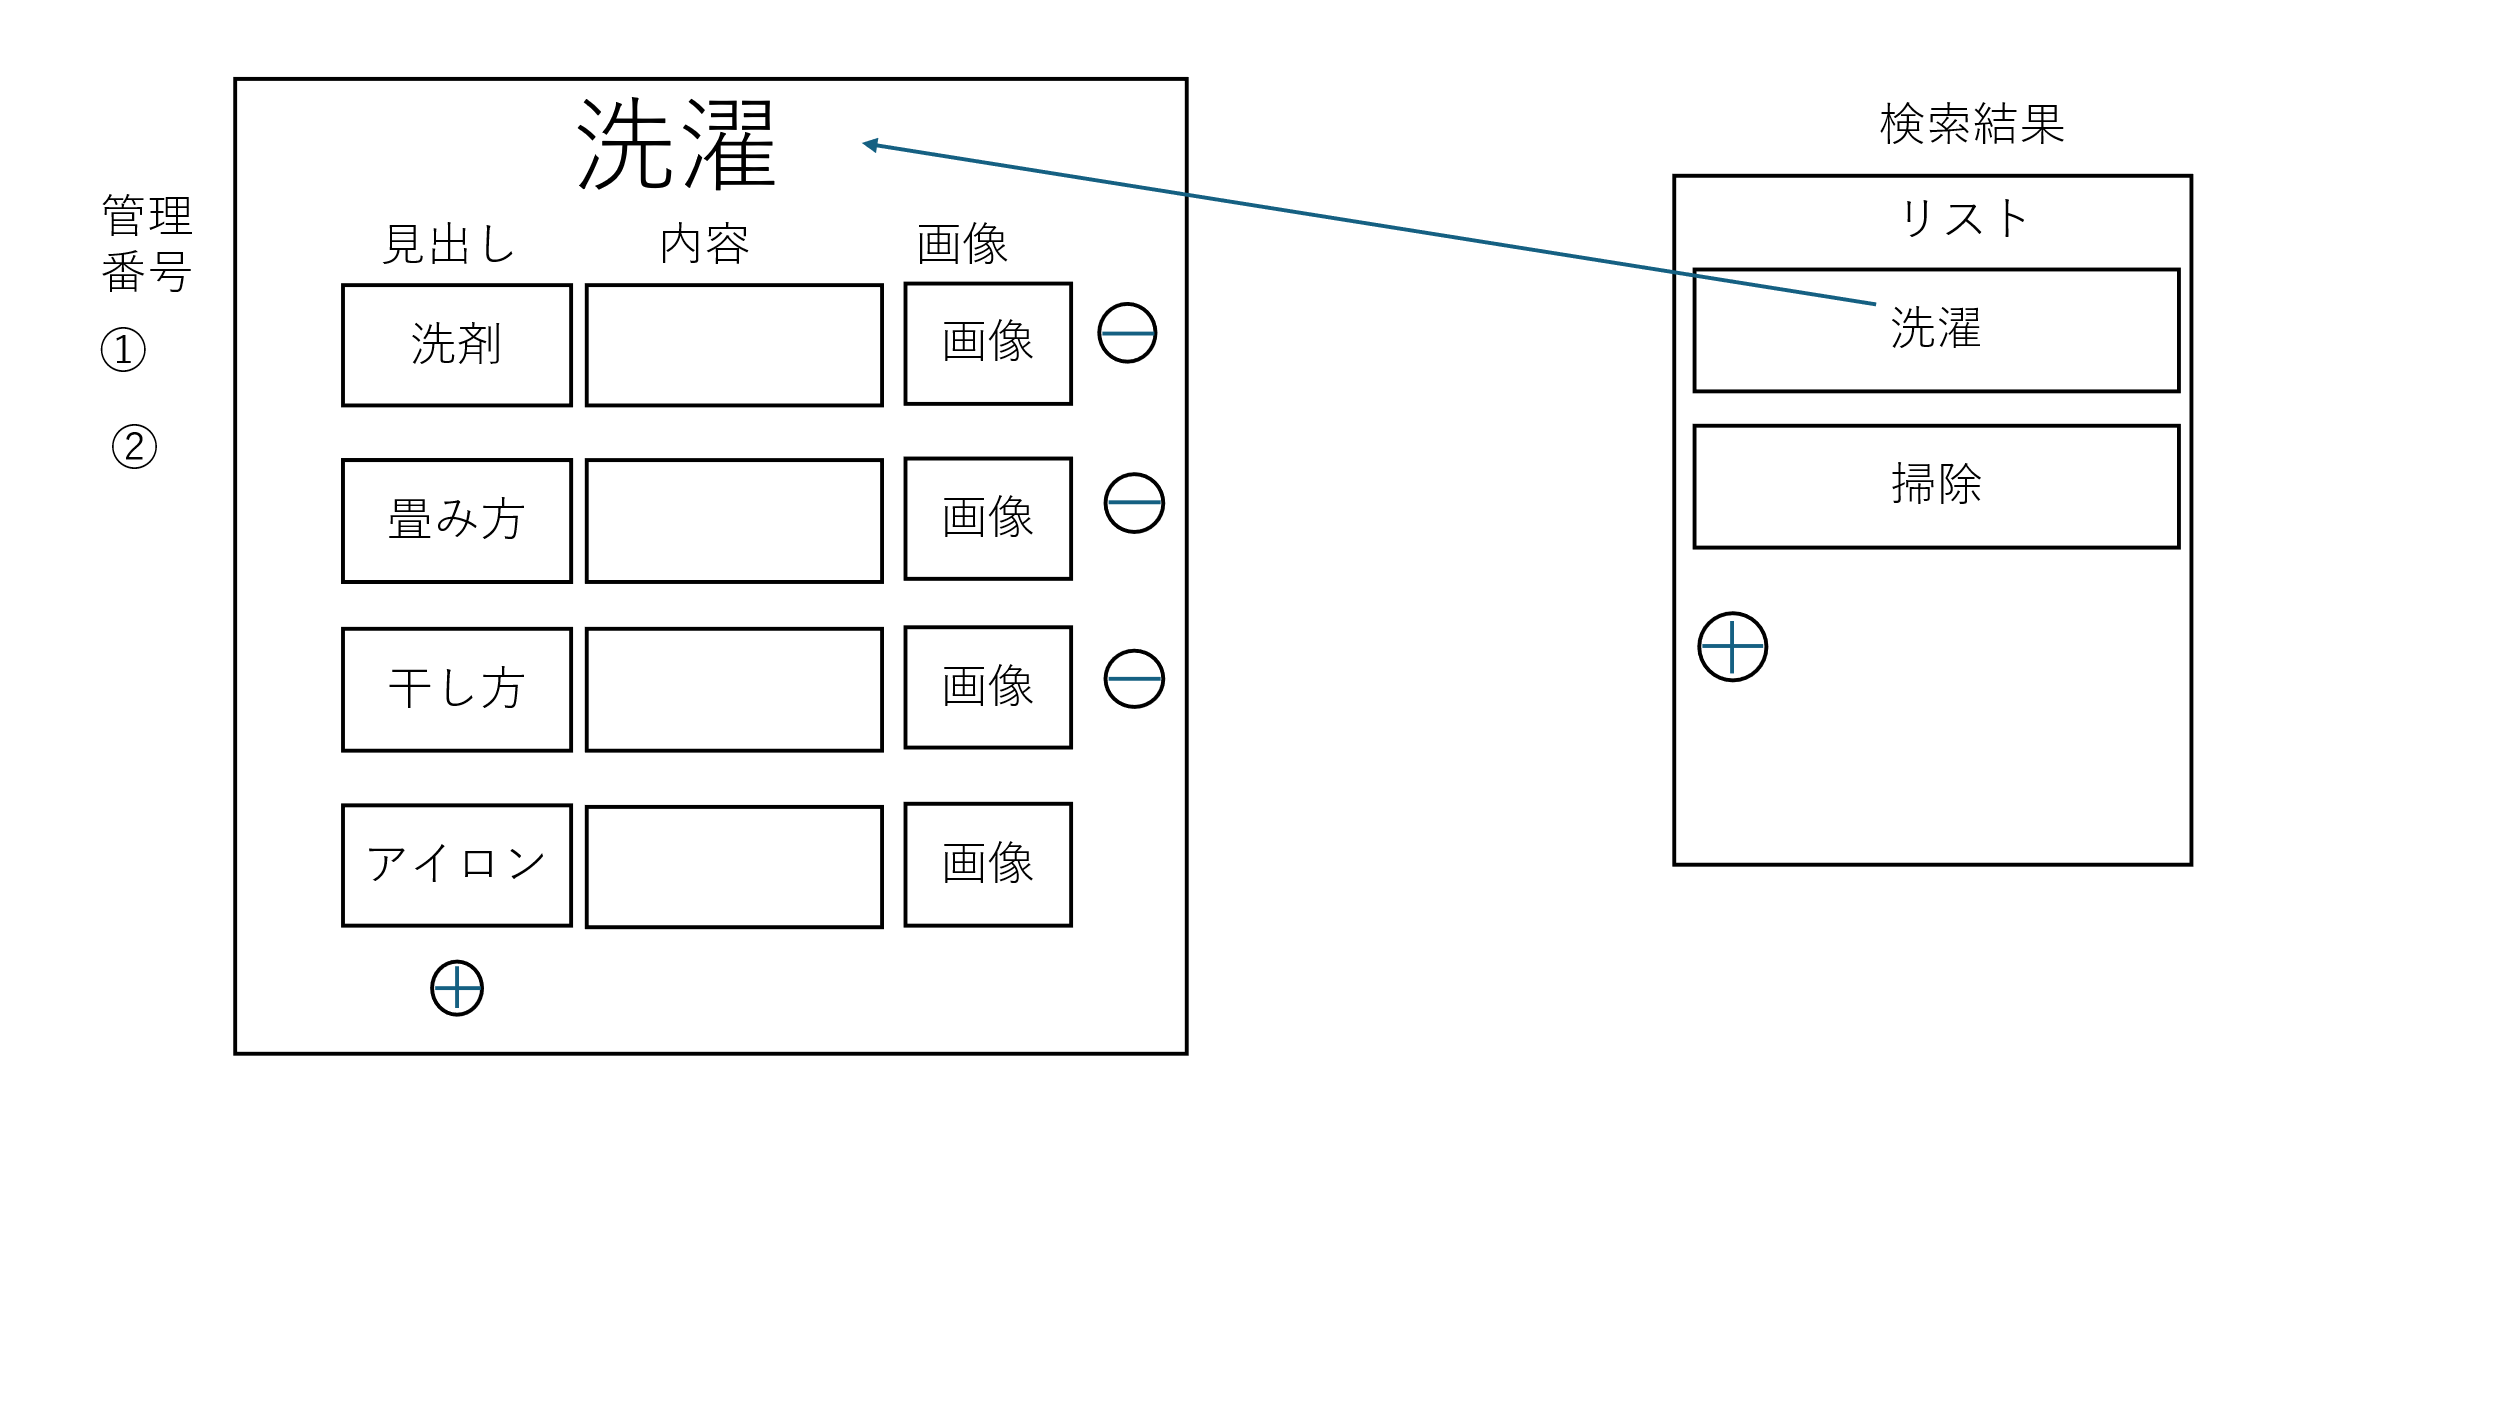 洗濯
管理
番号
①
②
見出し 内容 画像
洗剤 画像
畳み方 画像
干し方 画像
アイロン 画像
検索結果
リスト
洗濯
掃除